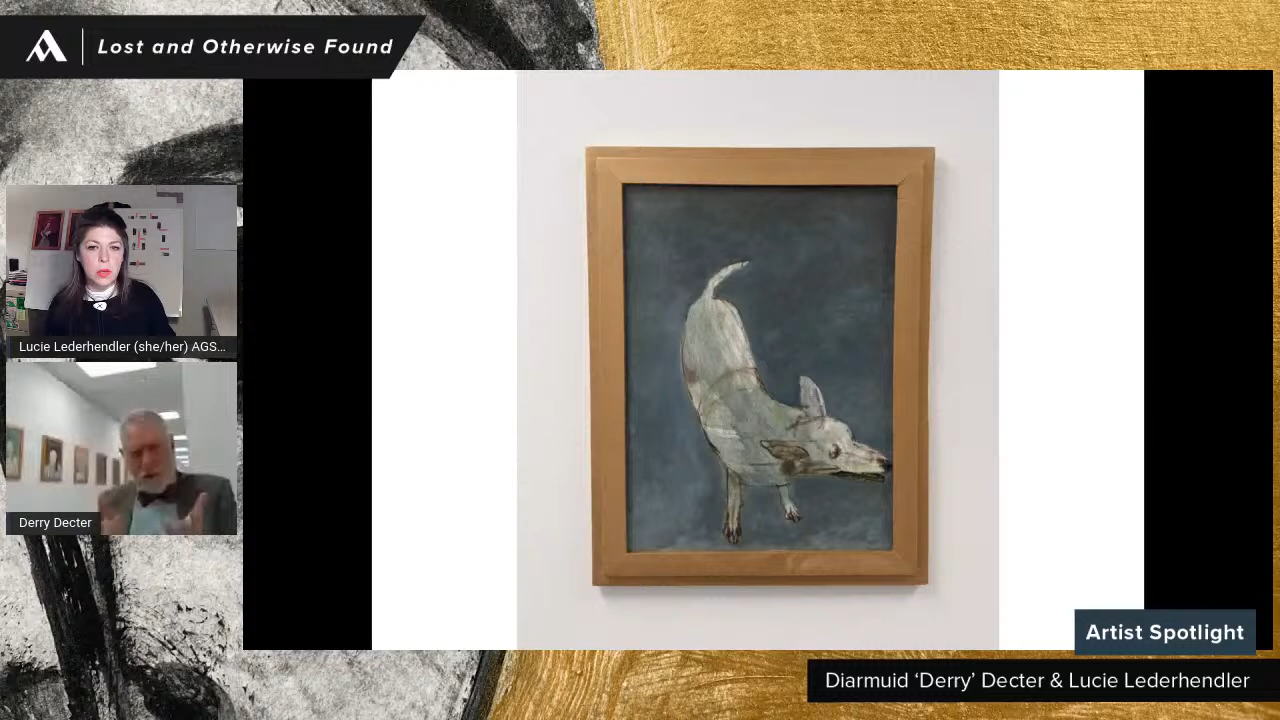 Lost and Otherwise Found
Lucie Lederhendler (she/her) AGS...
Derry Decter
Artist Spotlight
Diarmuid ‘Derry’ Decter & Lucie Lederhendler